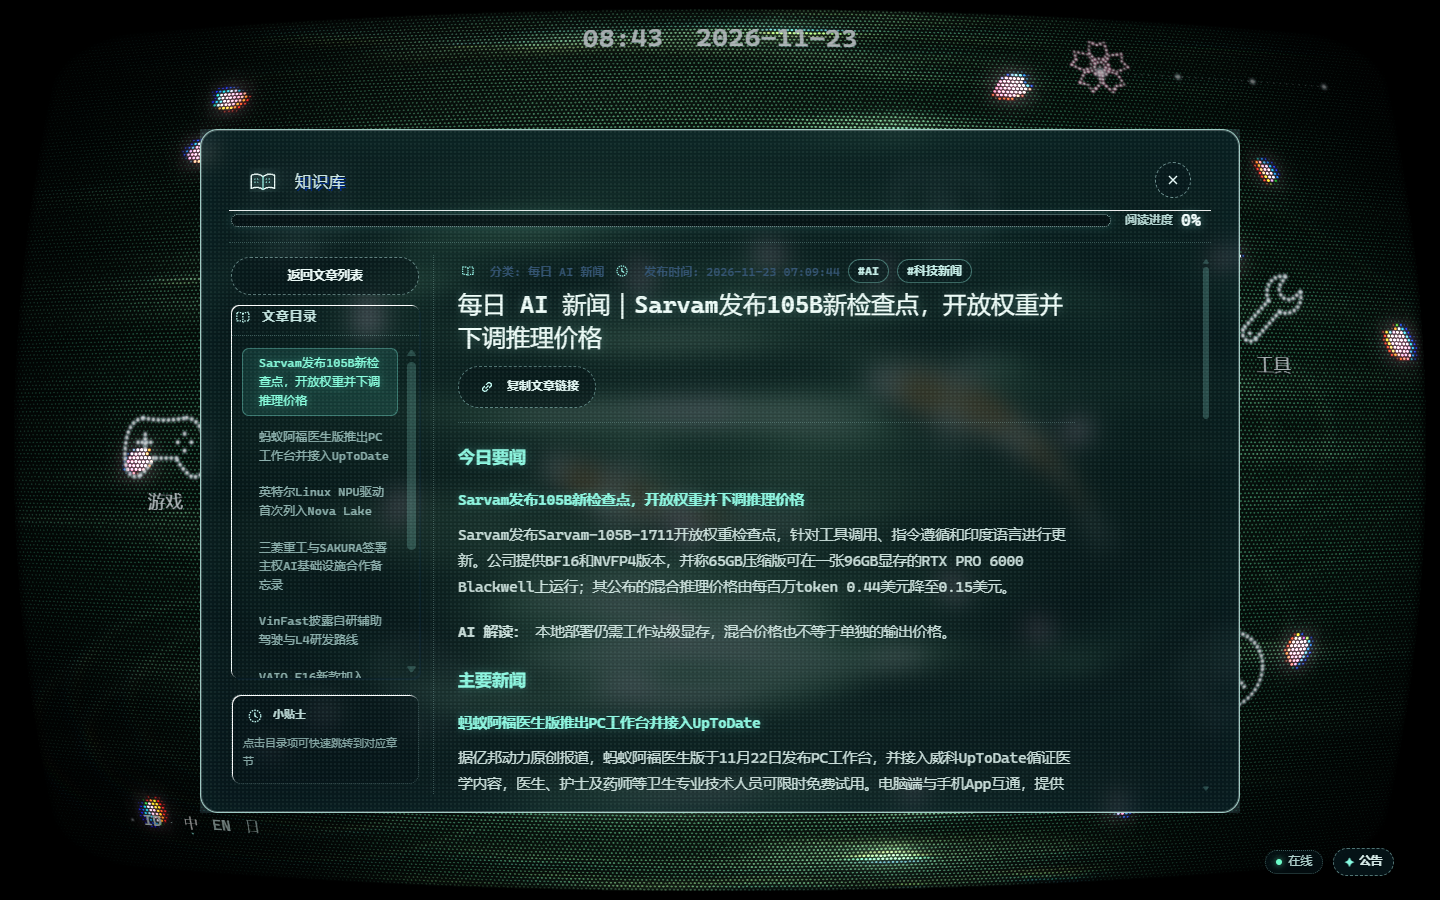 08:43 2026-11-23
知识库
阅读进度 0%
返回文章列表
文章目录
Sarvam发布105B新检
查点，开放权重并下调
推理价格
蚂蚁阿福医生版推出PC
工作台并接入UpToDate
英特尔Linux NPU驱动
首次列入Nova Lake
三菱重工与SAKURA签署
主权AI基础设施合作备
忘录
VinFast披露自研辅助
驾驶与L4研发路线
小贴士
点击目录项可快速跳转到对应章
节
分类: 每日 AI 新闻 发布时间: 2026-11-23 07:09:44 #AI #科技新闻
每日 AI 新闻｜Sarvam发布105B新检查点，开放权重并
下调推理价格
复制文章链接
今日要闻
Sarvam发布105B新检查点，开放权重并下调推理价格
Sarvam发布Sarvam-105B-1711开放权重检查点，针对工具调用、指令遵循和印度语言进行更
新。公司提供BF16和NVFP4版本，并称65GB压缩版可在一张96GB显存的RTX PRO 6000
Blackwell上运行；其公布的混合推理价格由每百万token 0.44美元降至0.15美元。
AI 解读： 本地部署仍需工作站级显存，混合价格也不等于单独的输出价格。
主要新闻
蚂蚁阿福医生版推出PC工作台并接入UpToDate
据亿邦动力原创报道，蚂蚁阿福医生版于11月22日发布PC工作台，并接入威科UpToDate循证医
学内容，医生、护士及药师等卫生专业技术人员可限时免费试用。电脑端与手机App互通，提供
游戏
工具
中 EN 日
在线
公告